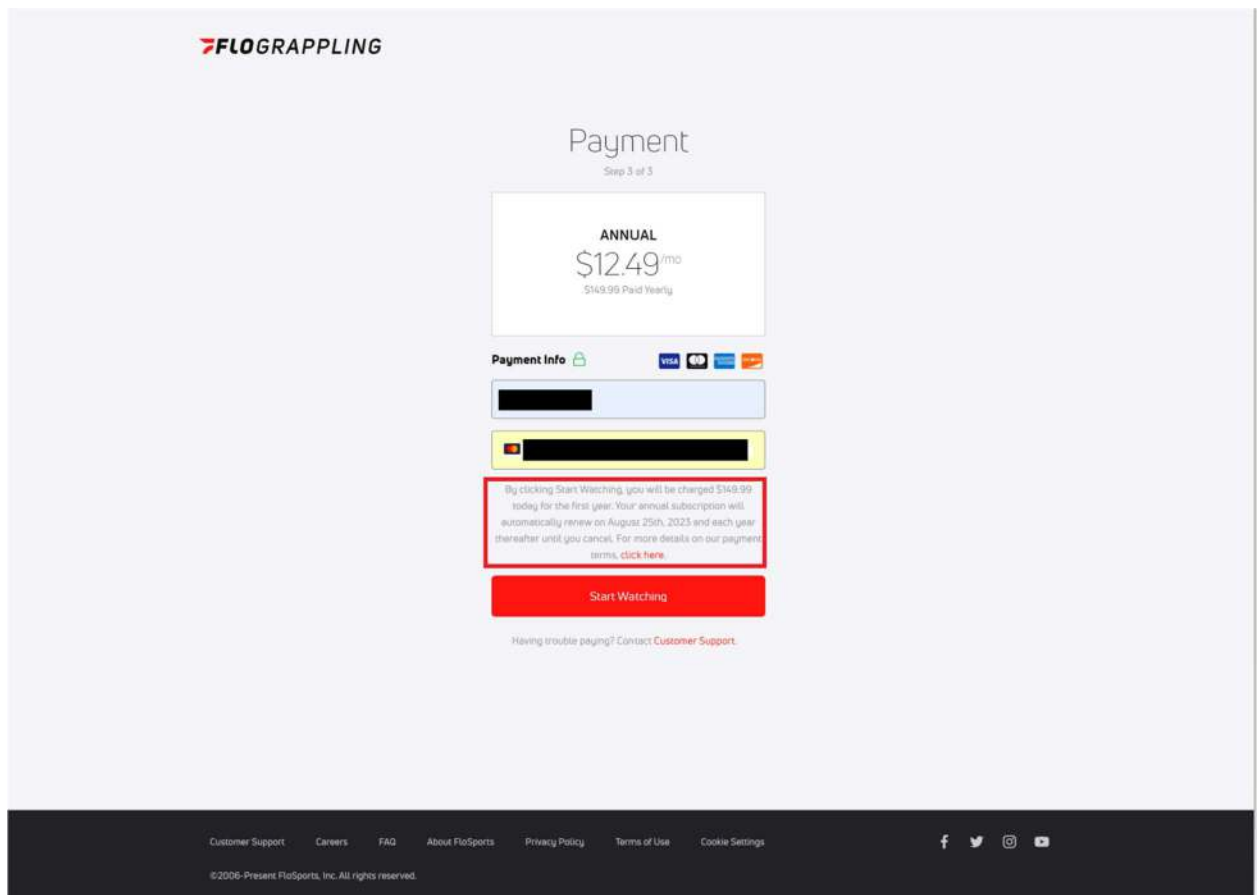 FLOGRAPPLING
Payment
Step 3 of 3
ANNUAL
$12.49/mo
$149.99 Paid Yearly
Payment Info
VISA
By clicking Start Watching, you will be charged $149.99
today for the first year. Your annual subscription will
automatically renew on August 25th, 2023 and each year
thereafter until you cancel. For more details on our payment
terms, click here.
Start Watching
Having trouble paying? Contact Customer Support.
Customer Support Careers FAQ About FloSports Privacy Policy Terms of Use Cookie Settings
©2006-Present FloSports, Inc. All rights reserved.